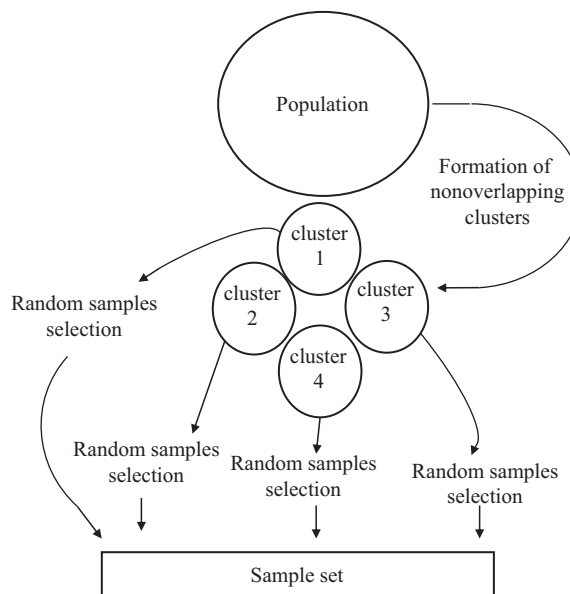 Population
Formation of
nonoverlapping
clusters
cluster
1
cluster
2
cluster
3
cluster
4
Random samples
selection
Random samples
selection
Random samples
selection
Random samples
selection
Sample set